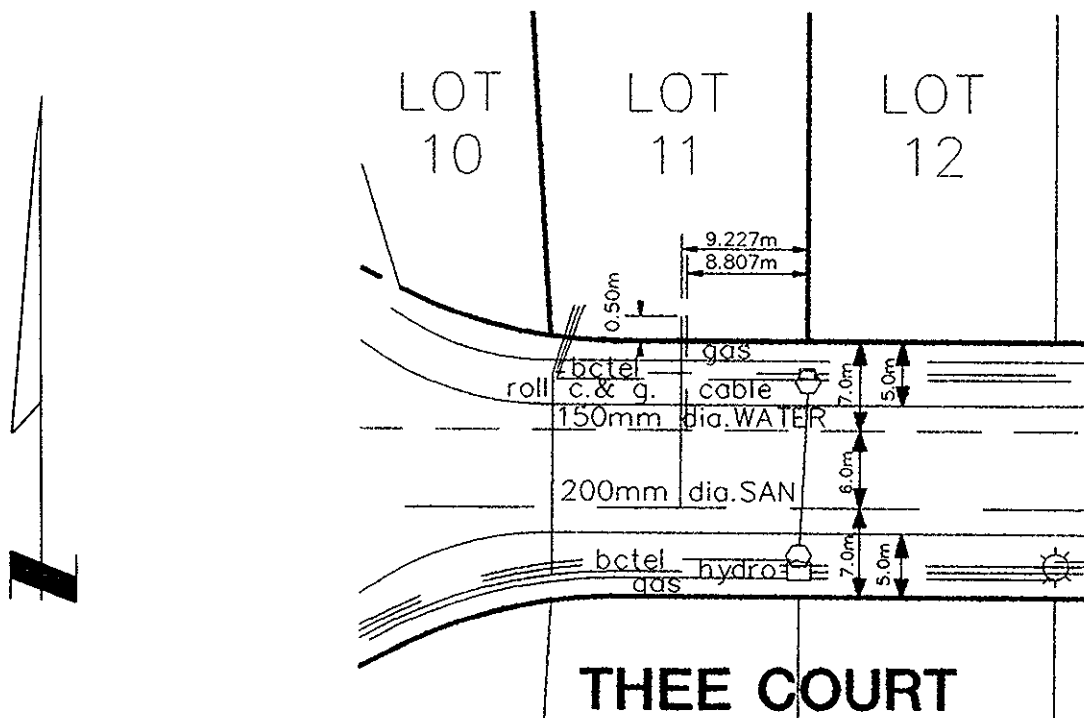 LOT
10
LOT
11
LOT
12
9.227m
8.807m
0.50m
gas
bctel
roll c.& g. cable
150mm dia.WATER
7.0m
5.0m
6.0m
200mm dia.SAN
bctel
hydro
gas
7.0m
5.0m
THEE COURT